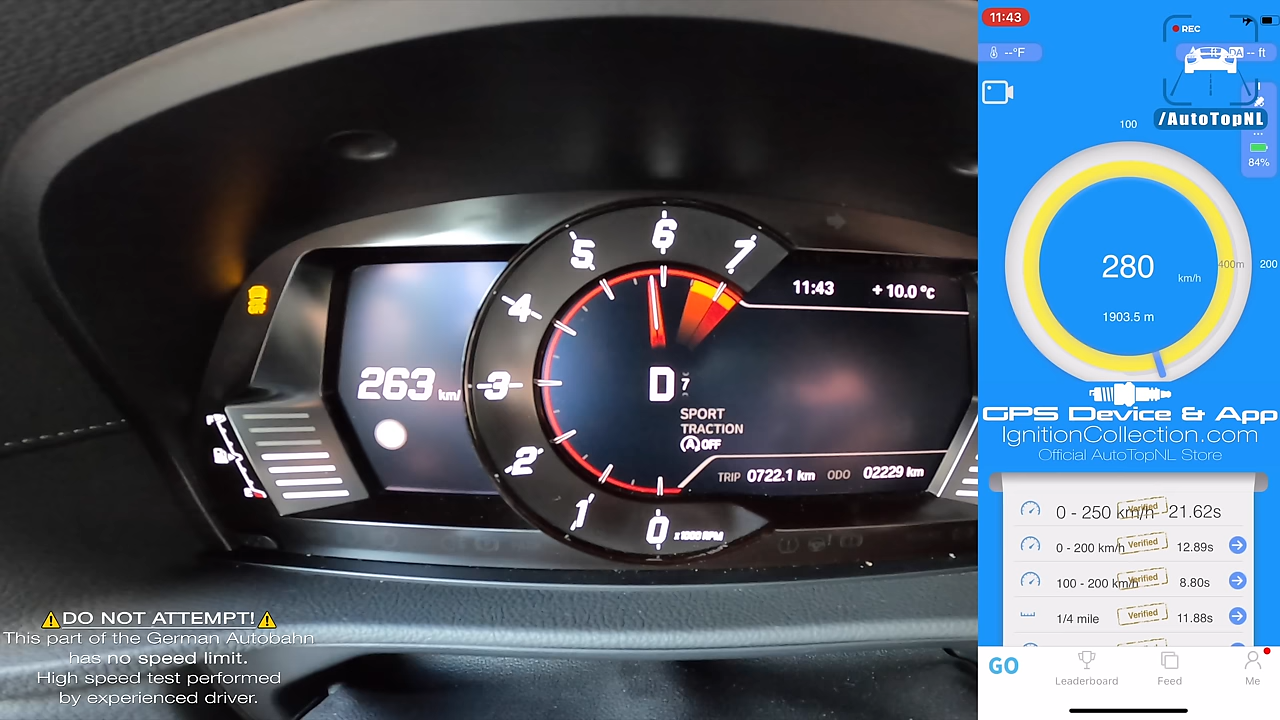 11:43
REC
--°F
DA -- ft
/AutoTopNL
100
84%
280
km/h
400m
200
1903.5 m
GPS Device & App
IgnitionCollection.com
Official AutoTopNL Store
0 - 250 km/h Verified 21.62s
0 - 200 km/h Verified 12.89s
100 - 200 km/h Verified 8.80s
1/4 mile Verified 11.88s
GO
Leaderboard
Feed
Me
5
6
7
4
3
2
1
0
x1000 RPM
11:43
+10.0 °C
263 km/
D 7
SPORT
TRACTION
A OFF
TRIP 0722.1 km ODO 02229 km
⚠DO NOT ATTEMPT!⚠
This part of the German Autobahn
has no speed limit.
High speed test performed
by experienced driver.